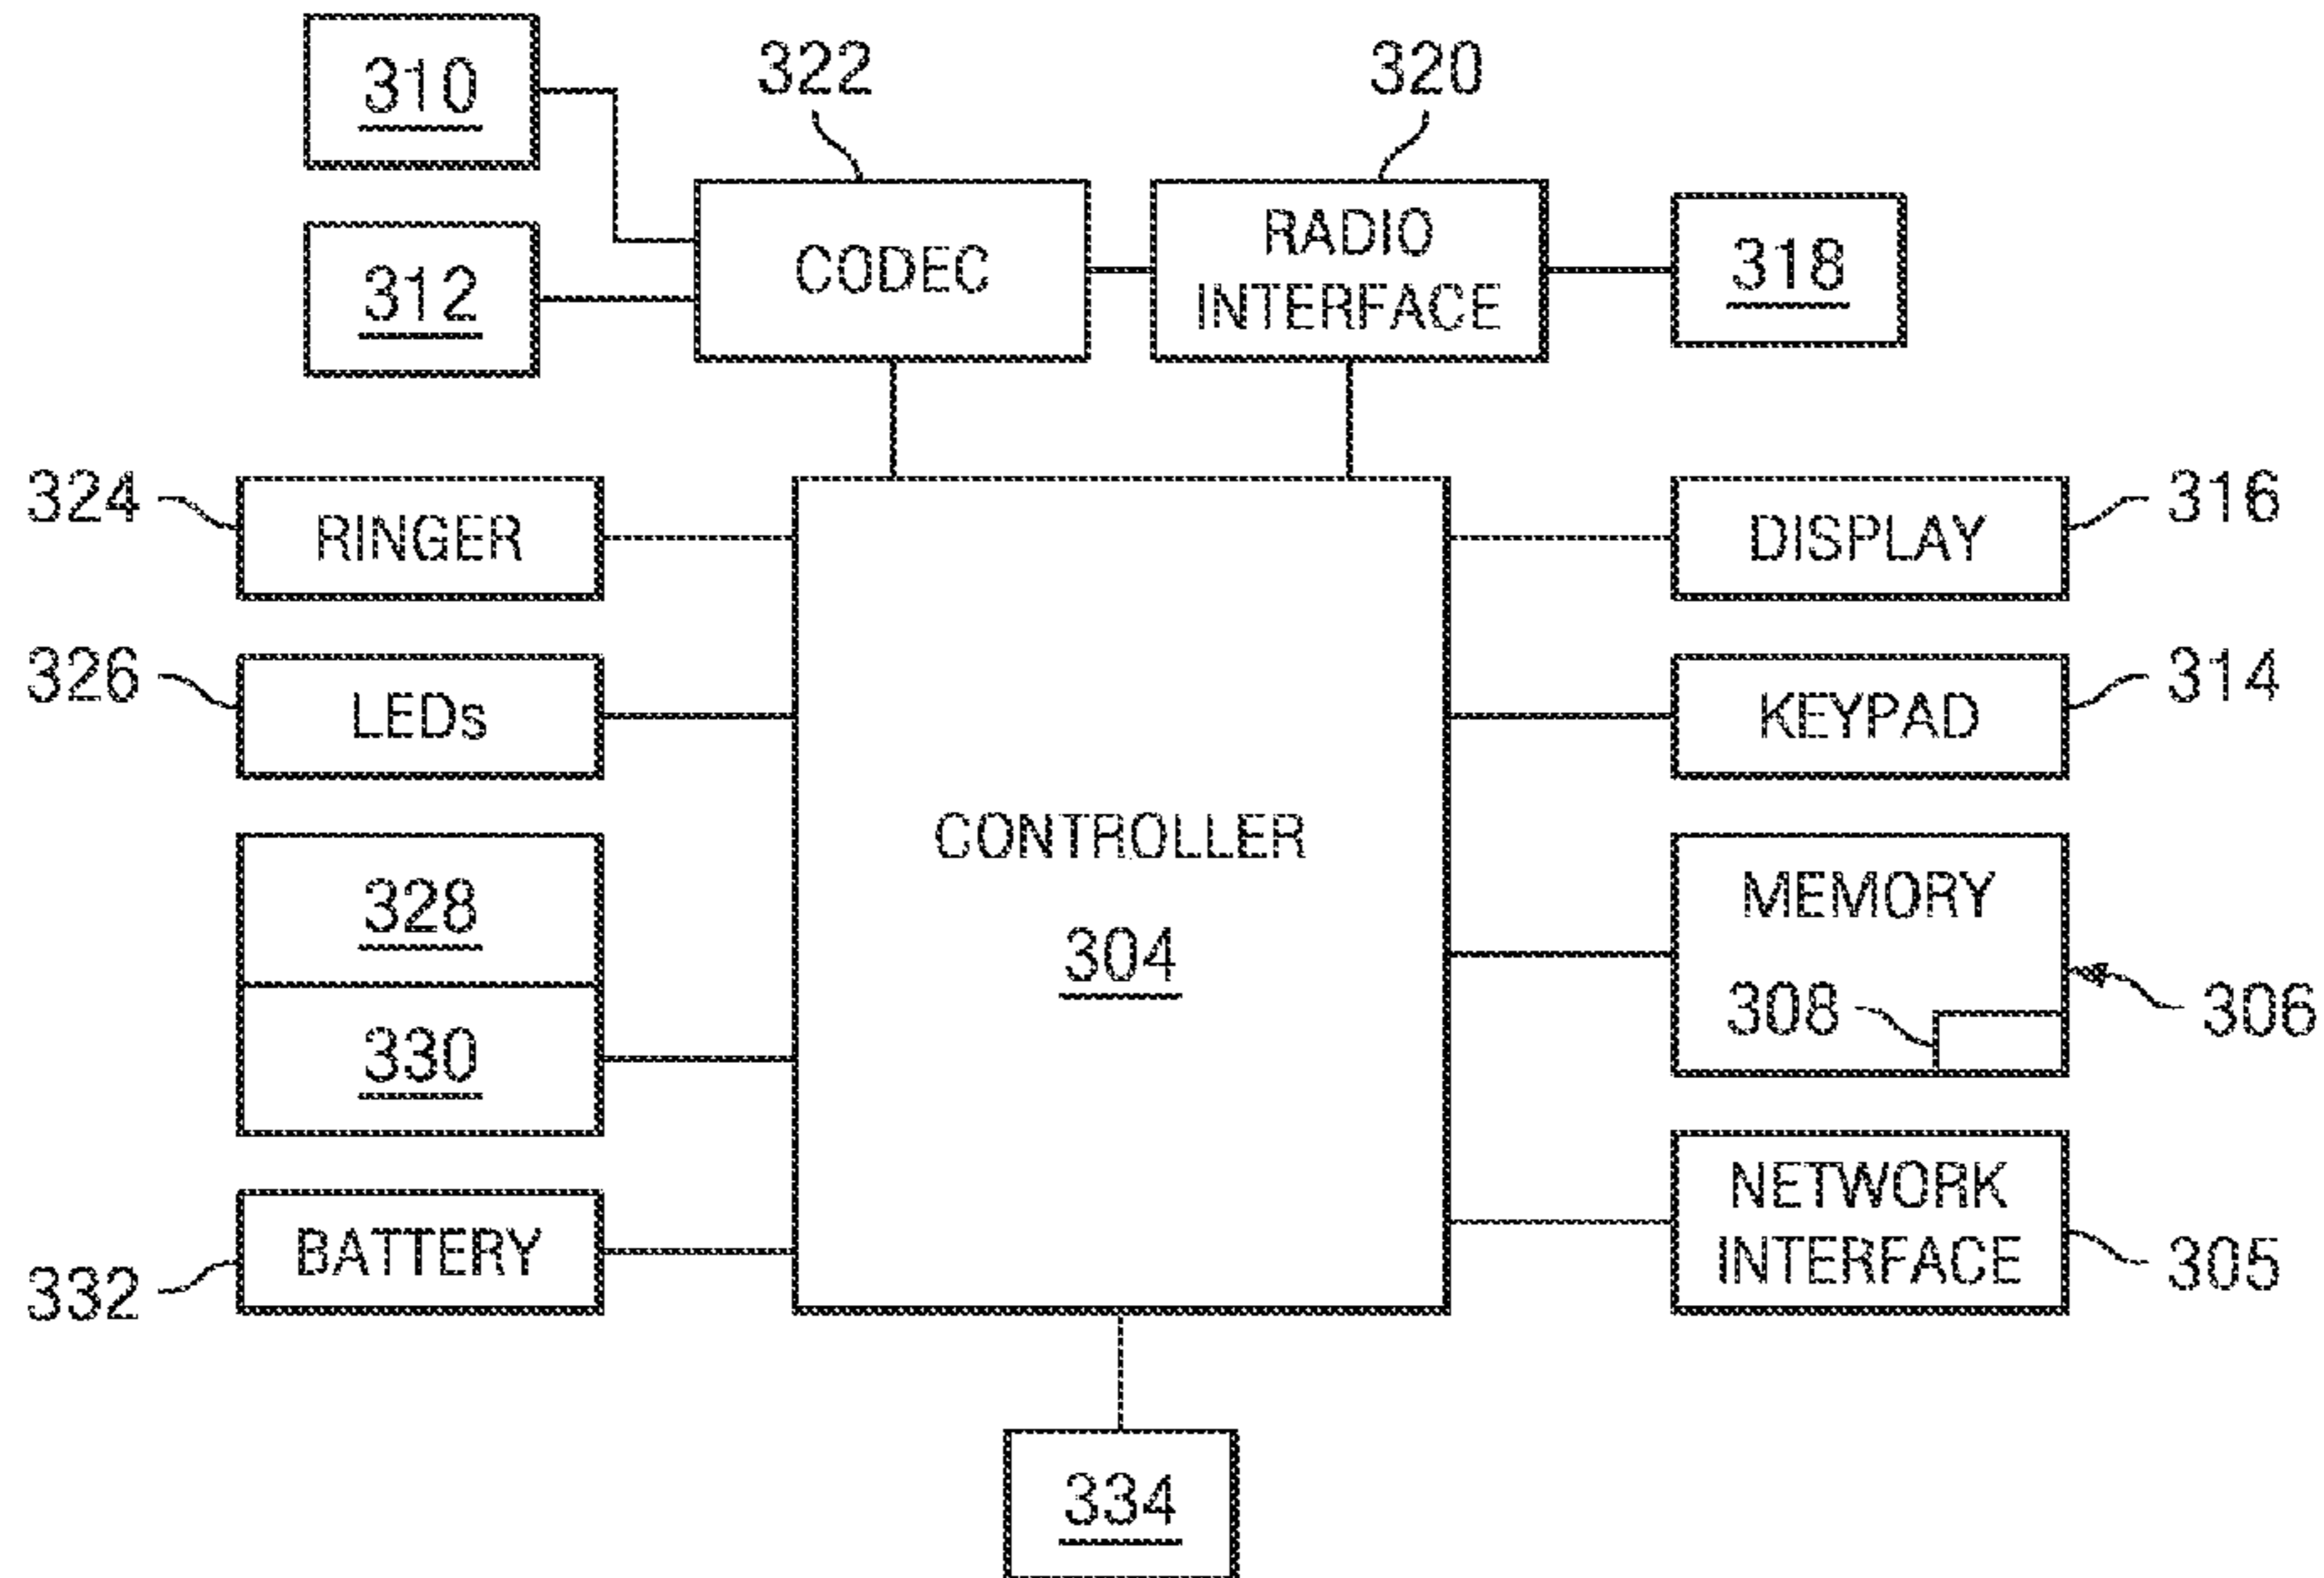 310
322
320
312
CODEC
RADIO
INTERFACE
318
324
RINGER
DISPLAY
316
326
LEDs
KEYPAD
314
CONTROLLER
304
328
330
MEMORY
308
306
332
BATTERY
NETWORK
INTERFACE
305
334